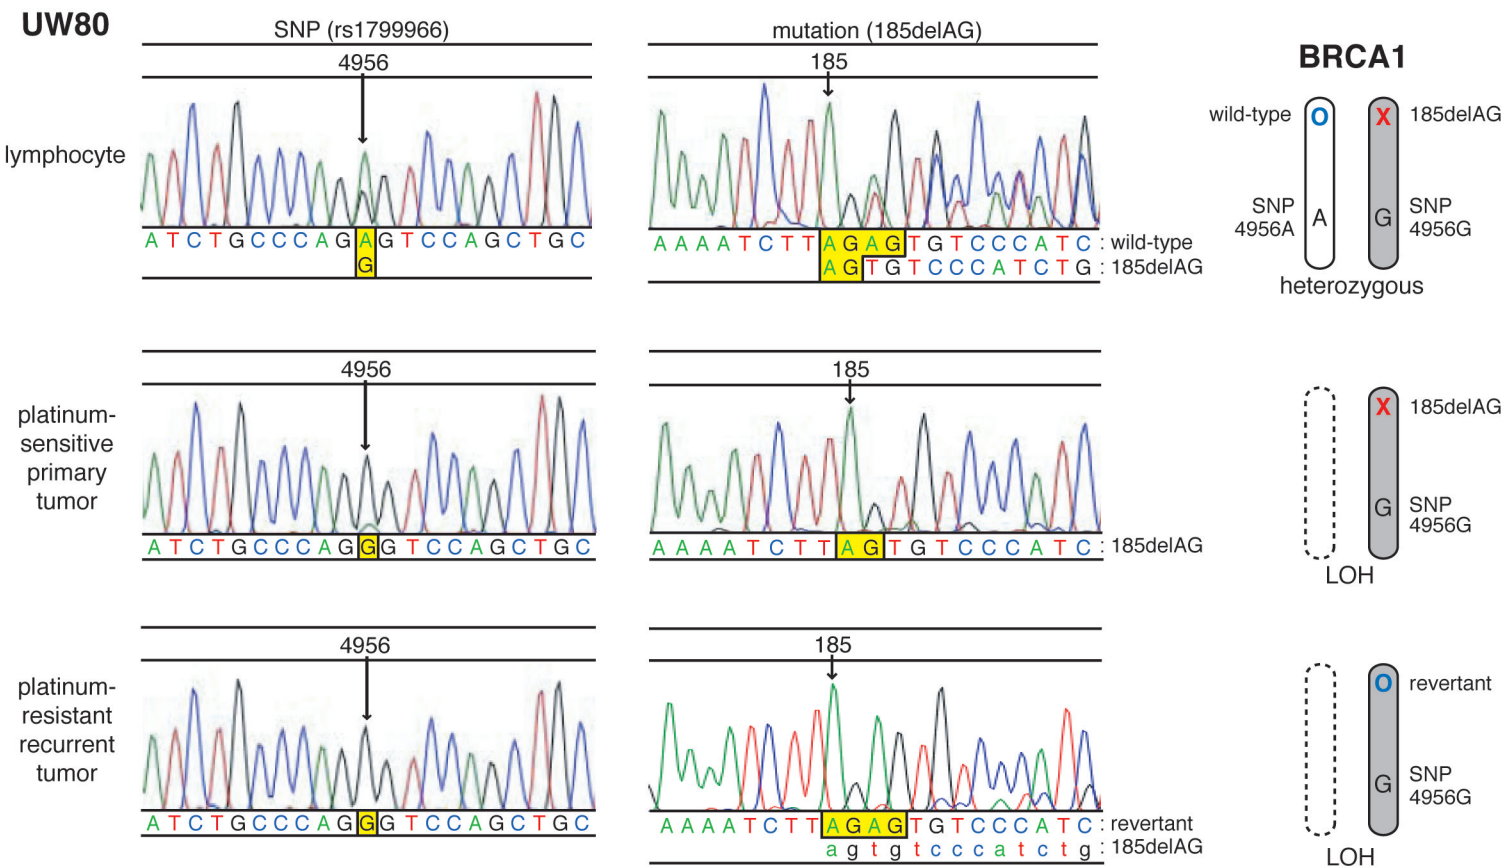 UW80
SNP (rs1799966)
mutation (185delAG)
BRCA1
4956
185
lymphocyte
A T C T G C C C A G A G T C C A G C T G C
G
A A A A T C T T A G A G T G T C C C A T C : wild-type
A G T G T C C C A T C T G : 185delAG
wild-type
O
X
185delAG
SNP
4956A
A
G
SNP
4956G
heterozygous
platinum-
sensitive
primary
tumor
4956
185
A T C T G C C C A G G G T C C A G C T G C
A A A A T C T T A G T G T C C C A T C : 185delAG
X
185delAG
G
SNP
4956G
LOH
platinum-
resistant
recurrent
tumor
4956
185
A T C T G C C C A G G G T C C A G C T G C
A A A A T C T T A G A G T G T C C C A T C : revertant
a g t g t c c c a t c t g : 185delAG
O
revertant
G
SNP
4956G
LOH